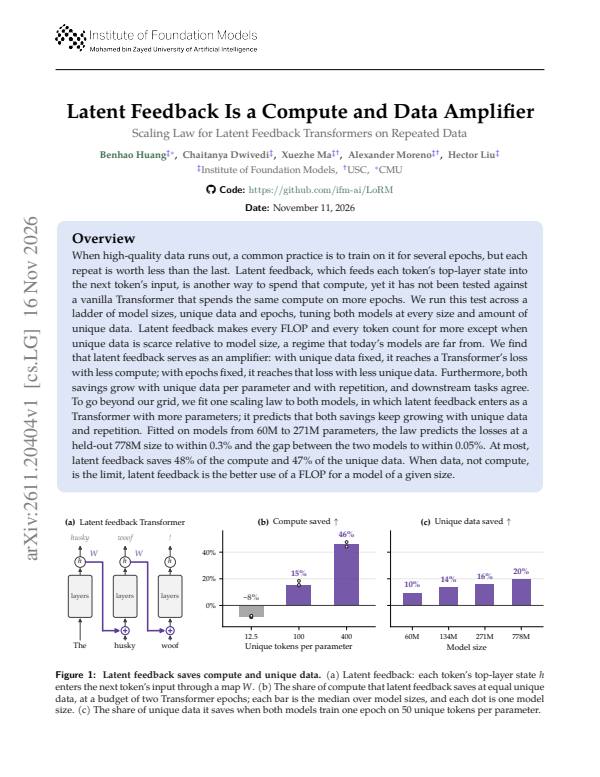 Institute of Foundation Models
Mohamed bin Zayed University of Artificial Intelligence
Latent Feedback Is a Compute and Data Amplifier
Scaling Law for Latent Feedback Transformers on Repeated Data
Benhao Huang‡*, Chaitanya Dwivedi‡, Xuezhe Ma‡†, Alexander Moreno‡†, Hector Liu‡
‡Institute of Foundation Models, †USC, *CMU
Code: https://github.com/ifm-ai/LoRM
Date: November 11, 2026
arXiv:2611.20404v1 [cs.LG] 16 Nov 2026
Overview
When high-quality data runs out, a common practice is to train on it for several epochs, but each
repeat is worth less than the last. Latent feedback, which feeds each token's top-layer state into
the next token's input, is another way to spend that compute, yet it has not been tested against
a vanilla Transformer that spends the same compute on more epochs. We run this test across a
ladder of model sizes, unique data and epochs, tuning both models at every size and amount of
unique data. Latent feedback makes every FLOP and every token count for more except when
unique data is scarce relative to model size, a regime that today's models are far from. We find
that latent feedback serves as an amplifier: with unique data fixed, it reaches a Transformer's loss
with less compute; with epochs fixed, it reaches that loss with less unique data. Furthermore, both
savings grow with unique data per parameter and with repetition, and downstream tasks agree.
To go beyond our grid, we fit one scaling law to both models, in which latent feedback enters as a
Transformer with more parameters; it predicts that both savings keep growing with unique data
and repetition. Fitted on models from 60M to 271M parameters, the law predicts the losses at a
held-out 778M size to within 0.3% and the gap between the two models to within 0.05%. At most,
latent feedback saves 48% of the compute and 47% of the unique data. When data, not compute,
is the limit, latent feedback is the better use of a FLOP for a model of a given size.
(a) Latent feedback Transformer
husky woof !
h W h W h
layers layers layers
The husky woof
(b) Compute saved ↑
40%
20%
0%
−8% 15% 46%
12.5 100 400
Unique tokens per parameter
(c) Unique data saved ↑
10% 14% 16% 20%
60M 134M 271M 778M
Model size
Figure 1: Latent feedback saves compute and unique data. (a) Latent feedback: each token's top-layer state h
enters the next token's input through a map W. (b) The share of compute that latent feedback saves at equal unique
data, at a budget of two Transformer epochs; each bar is the median over model sizes, and each dot is one model
size. (c) The share of unique data it saves when both models train one epoch on 50 unique tokens per parameter.